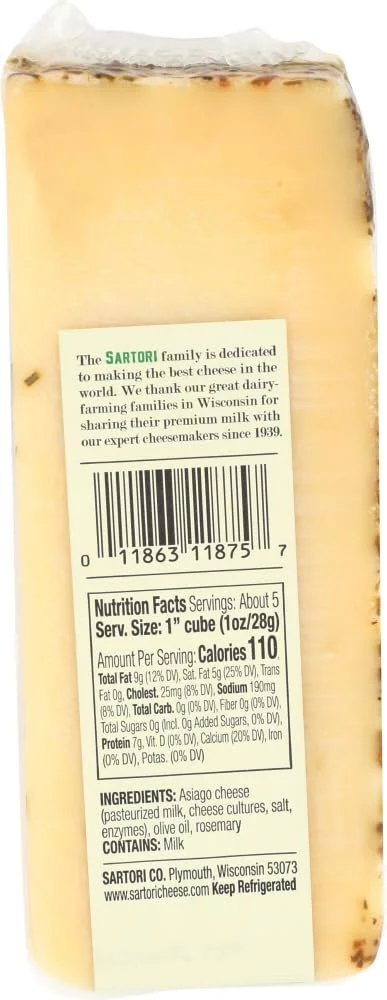 The SARTORI family is dedicated
to making the best cheese in the
world. We thank our great dairy-
farming families in Wisconsin for
sharing their premium milk with
our expert cheesemakers since 1939.
0 11863 11875 7
Nutrition Facts Servings: About 5
Serv. Size: 1” cube (1oz/28g)
Amount Per Serving: Calories 110
Total Fat 9g (12% DV), Sat. Fat 5g (25% DV), Trans
Fat 0g, Cholest. 25mg (8% DV), Sodium 190mg
(8% DV), Total Carb. 0g (0% DV), Fiber 0g (0% DV),
Total Sugars 0g (Incl. 0g Added Sugars, 0% DV),
Protein 7g, Vit. D (0% DV), Calcium (20% DV), Iron
(0% DV), Potas. (0% DV)
INGREDIENTS: Asiago cheese
(pasteurized milk, cheese cultures, salt,
enzymes), olive oil, rosemary
CONTAINS: Milk
SARTORI CO. Plymouth, Wisconsin 53073
www.sartoricheese.com Keep Refrigerated